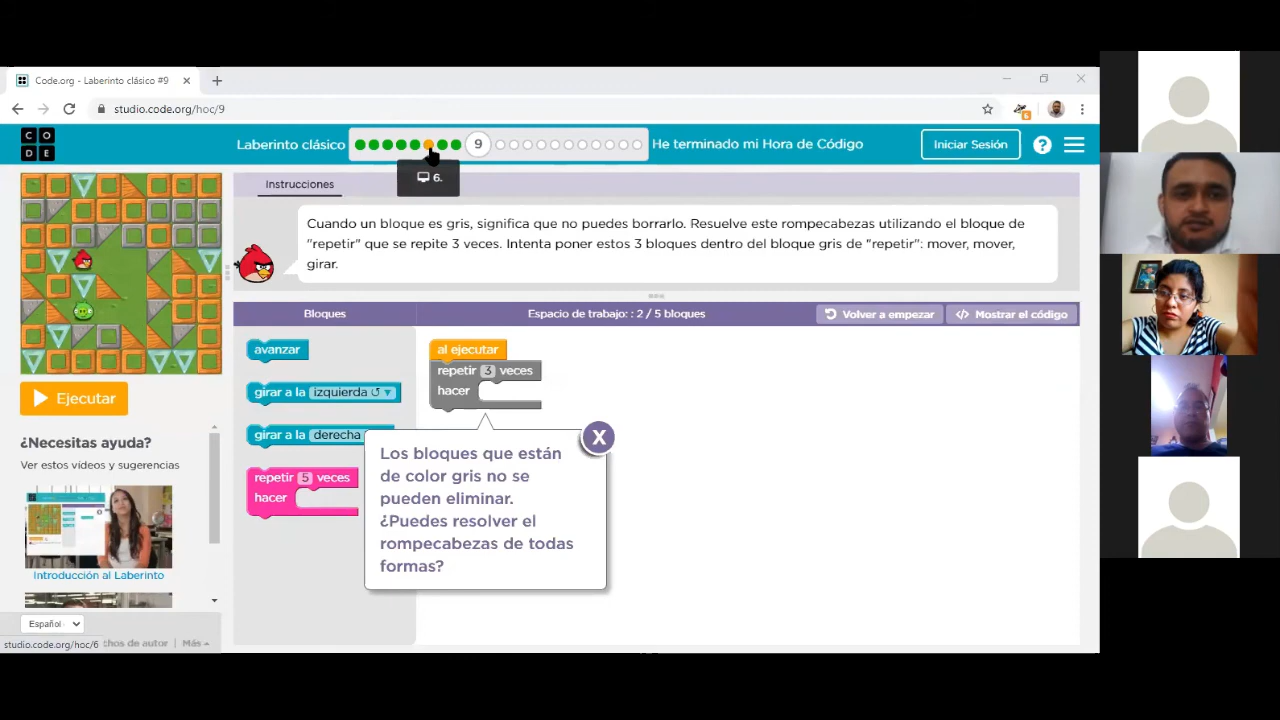 Code.org - Laberinto clásico #9
studio.code.org/hoc/9
C O
D E
Laberinto clásico
9
He terminado mi Hora de Código
Iniciar Sesión
?
6.
Instrucciones
Cuando un bloque es gris, significa que no puedes borrarlo. Resuelve este rompecabezas utilizando el bloque de
"repetir" que se repite 3 veces. Intenta poner estos 3 bloques dentro del bloque gris de "repetir": mover, mover,
girar.
Bloques
Espacio de trabajo: : 2 / 5 bloques
Volver a empezar
</> Mostrar el código
avanzar
girar a la izquierda ↺ ▼
girar a la derecha
repetir 5 veces
hacer
al ejecutar
repetir 3 veces
hacer
Los bloques que están
de color gris no se
pueden eliminar.
¿Puedes resolver el
rompecabezas de todas
formas?
X
Ejecutar
¿Necesitas ayuda?
Ver estos vídeos y sugerencias
Introducción al Laberinto
Español
studio.code.org/hoc/6
chos de autor
Más